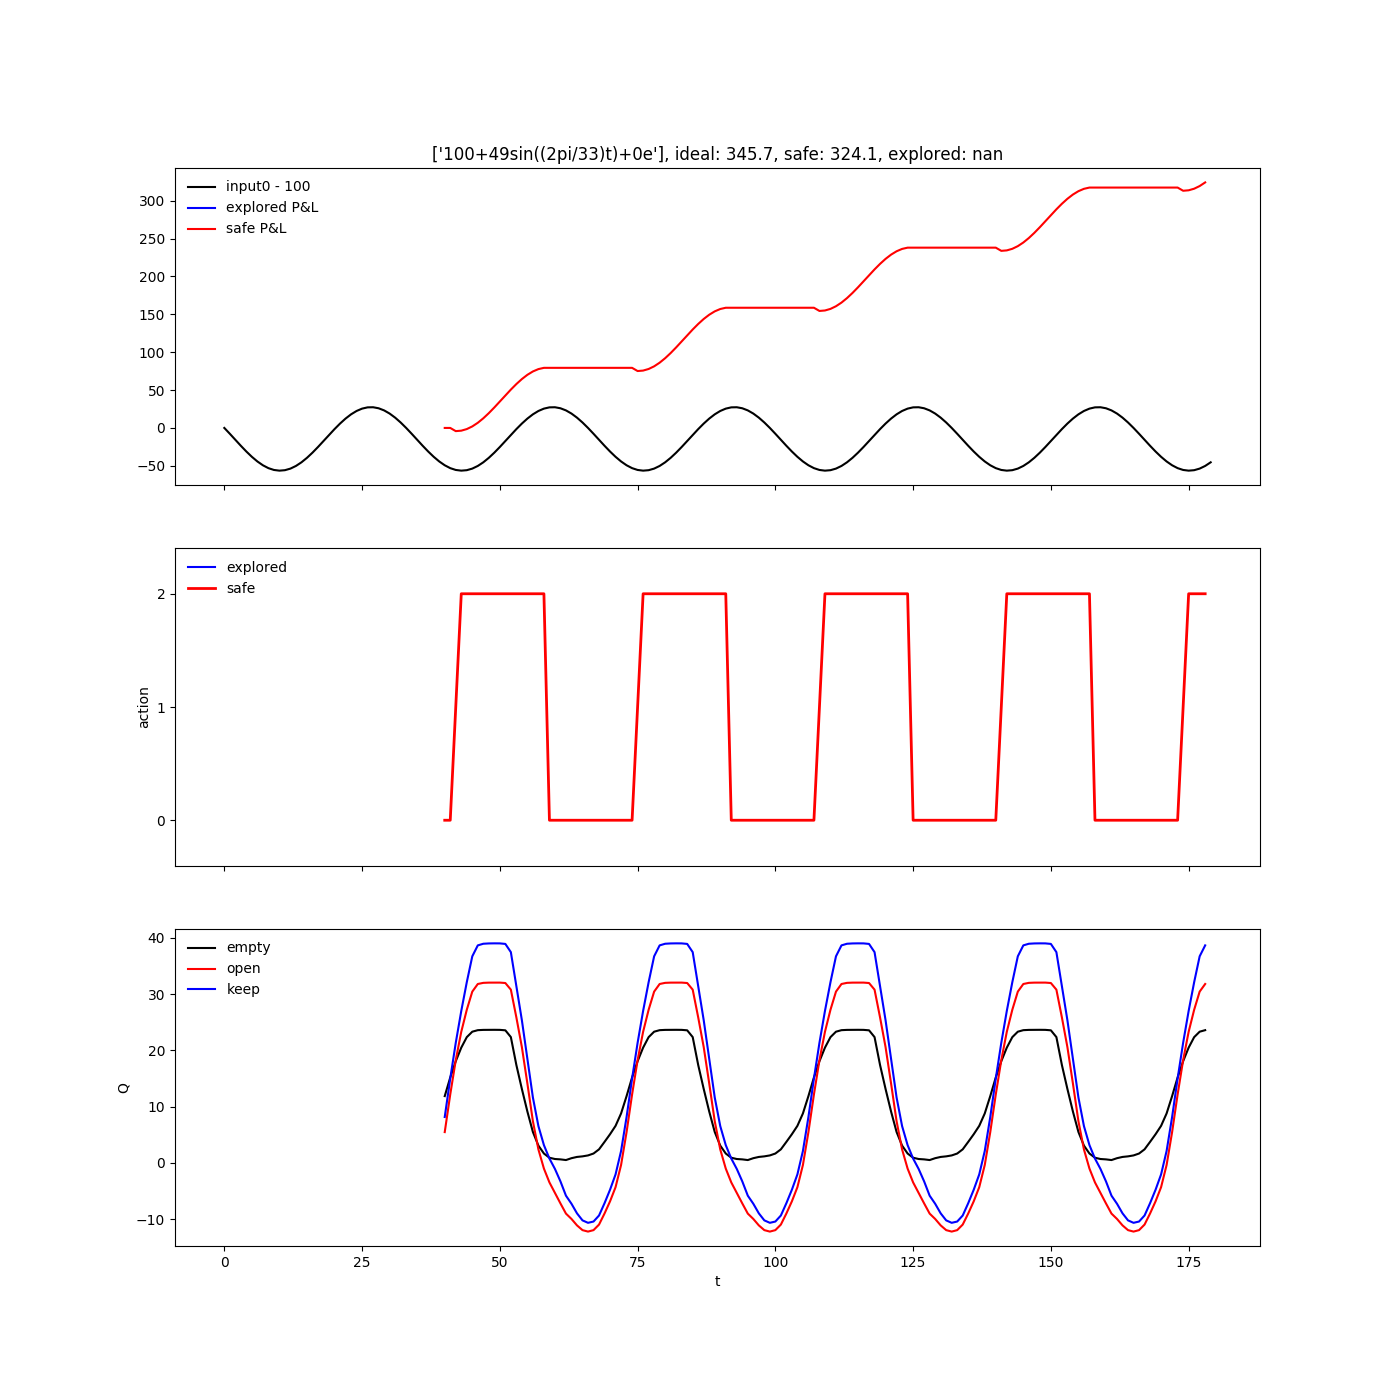 ['100+49sin((2pi/33)t)+0e'], ideal: 345.7, safe: 324.1, explored: nan
input0 - 100
explored P&L
safe P&L
300
250
200
150
100
50
0
−50
explored
safe
2
1
0
action
empty
open
keep
40
30
20
10
0
−10
Q
0 25 50 75 100 125 150 175
t